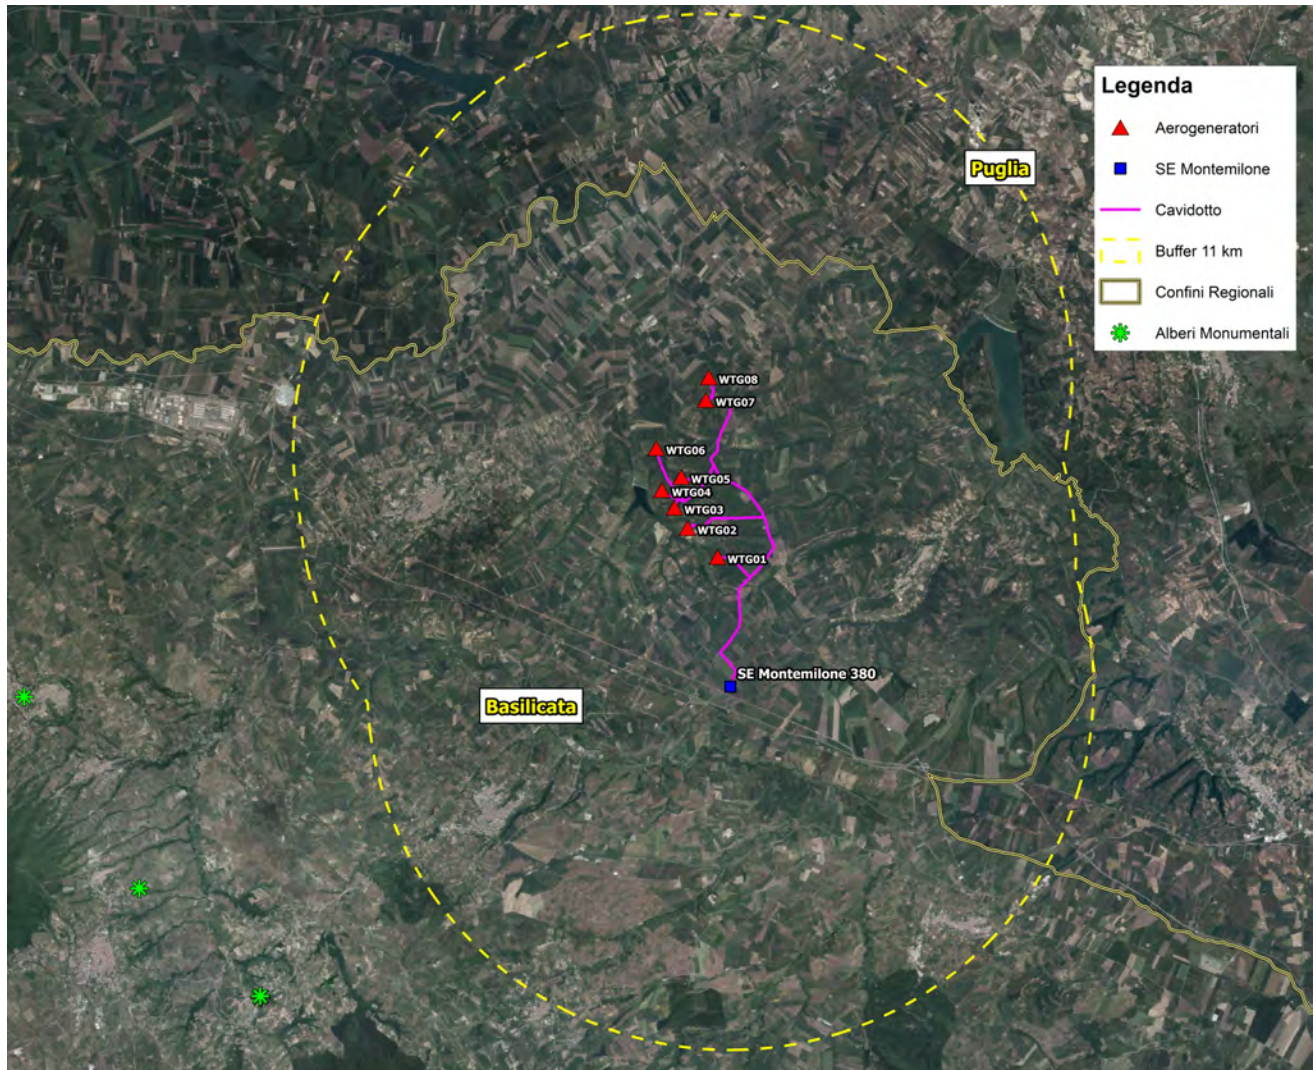 Legenda
Aerogeneratori
SE Montemilone
Cavidotto
Buffer 11 km
Confini Regionali
Alberi Monumentali
Puglia
WTG08
WTG07
WTG06
WTG05
WTG04
WTG03
WTG02
WTG01
SE Montemilone 380
Basilicata